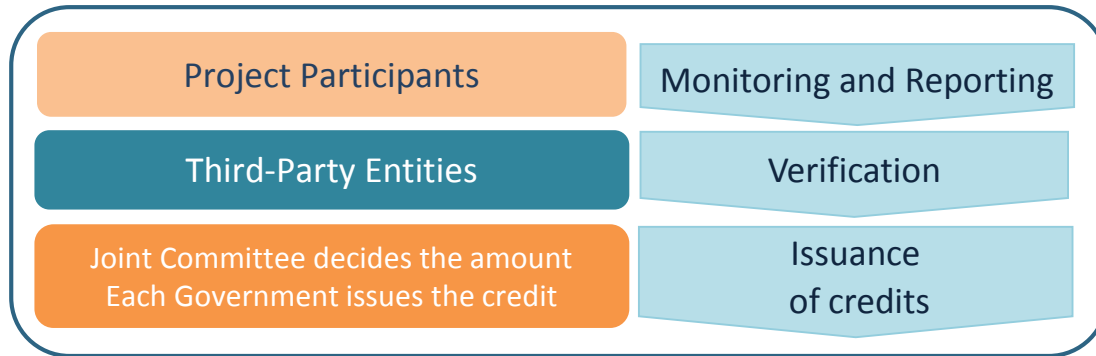 Project Participants
Monitoring and Reporting
Third-Party Entities
Verification
Joint Committee decides the amount
Each Government issues the credit
Issuance
of credits